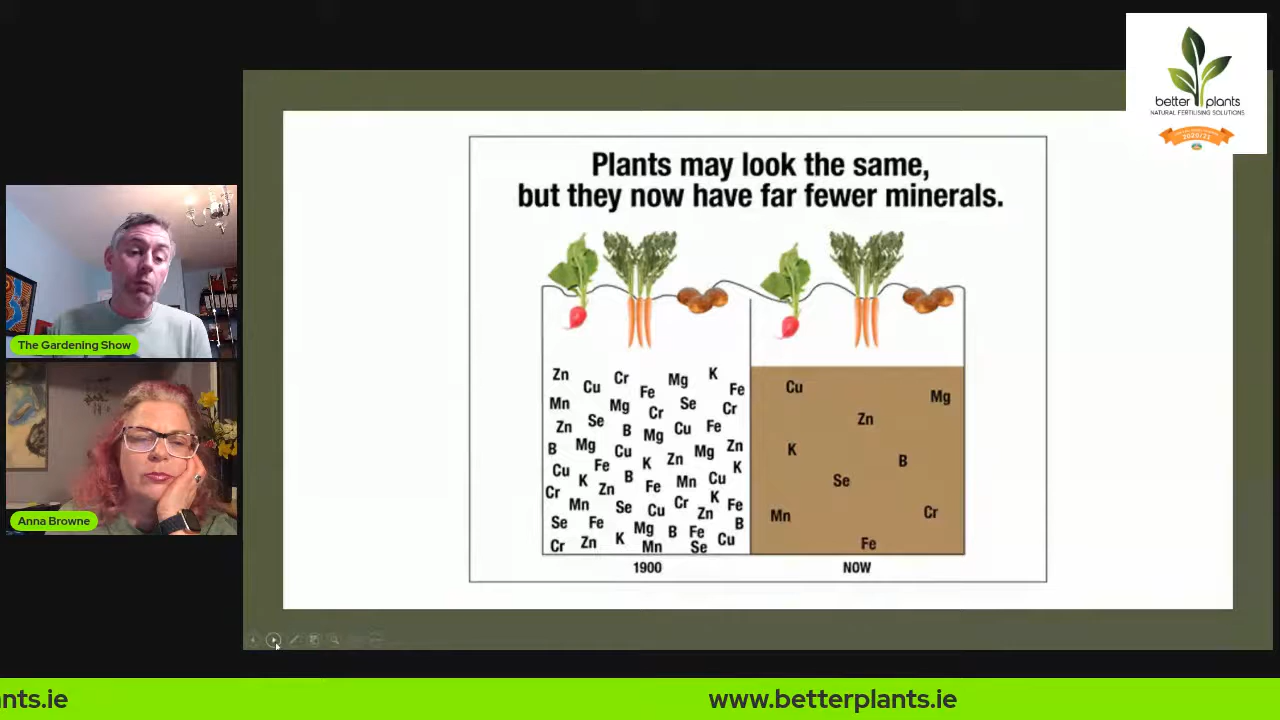 better plants
NATURAL FERTILISING SOLUTIONS
2020/21
Plants may look the same,
but they now have far fewer minerals.
Zn Cu Cr Fe Mg K Fe
Mn Mg Cr Se Cr
Zn Se B Mg Cu Fe
B Mg Cu K Zn Mg Zn
Cu K Fe B Fe Mn Cu K
Cr Zn Cr K
Mn Se Cu Zn Fe
Se Fe Mg B Fe B
Cr Zn K Mn Se Cu
1900
Cu
Mg
Zn
K
B
Se
Mn
Cr
Fe
NOW
The Gardening Show
Anna Browne
nts.ie
www.betterplants.ie